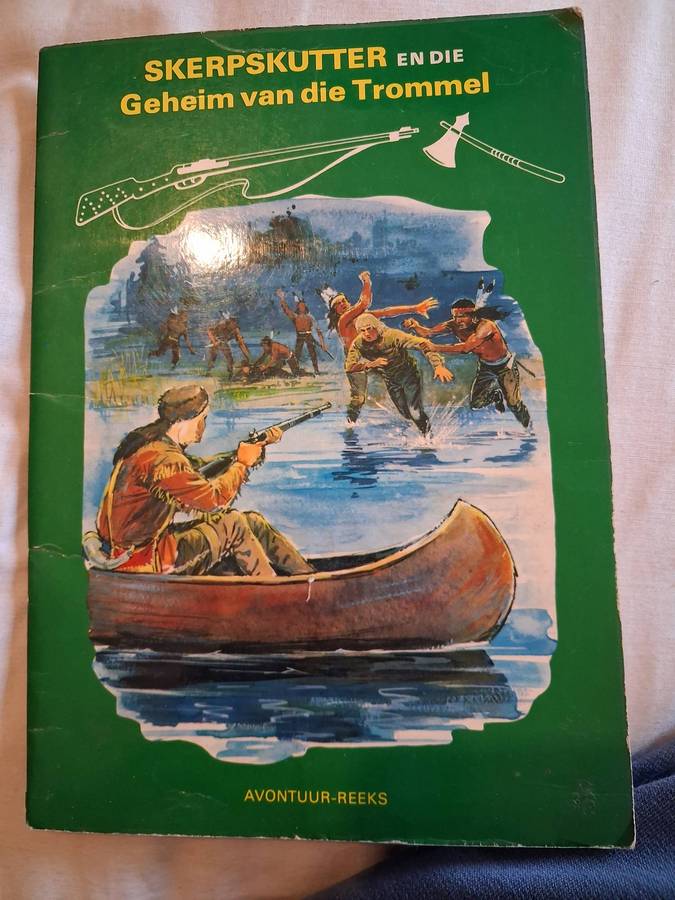 SKERPSKUTTER EN DIE
Geheim van die Trommel
AVONTUUR-REEKS